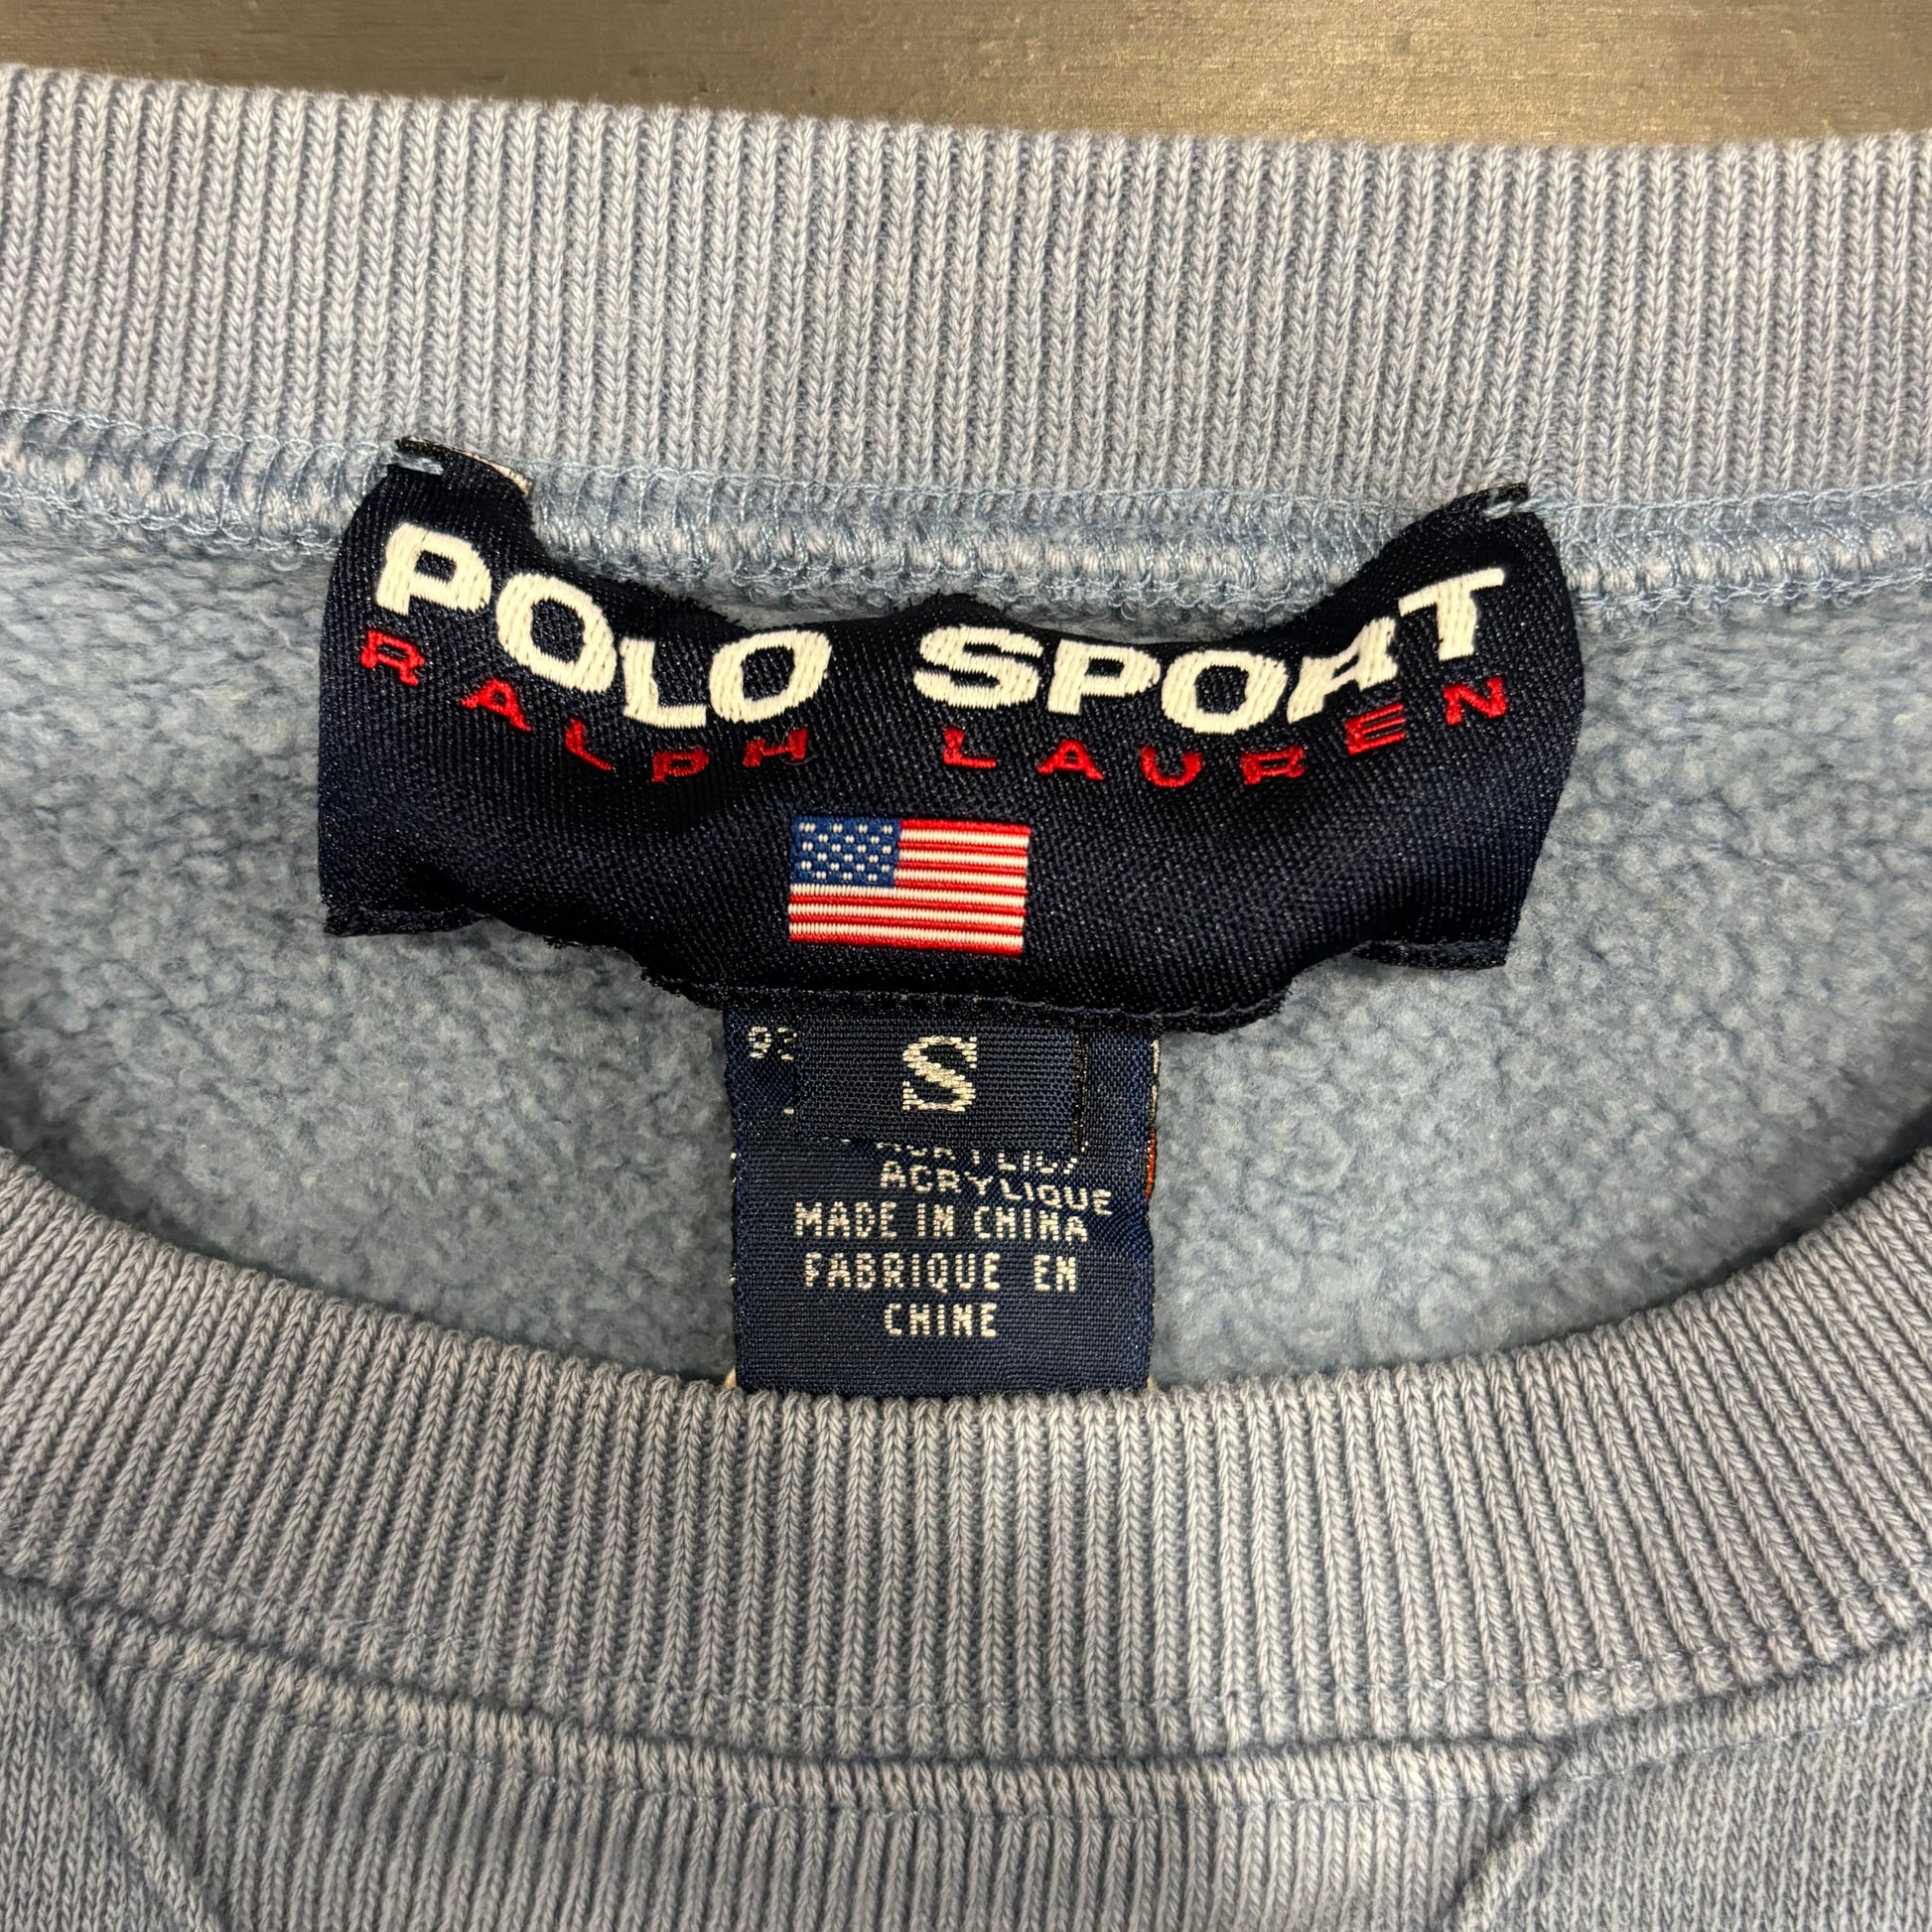 POLO SPORT
RALPH LAUREN
S
ACRYLIQUE
MADE IN CHINA
FABRIQUE EN
CHINE